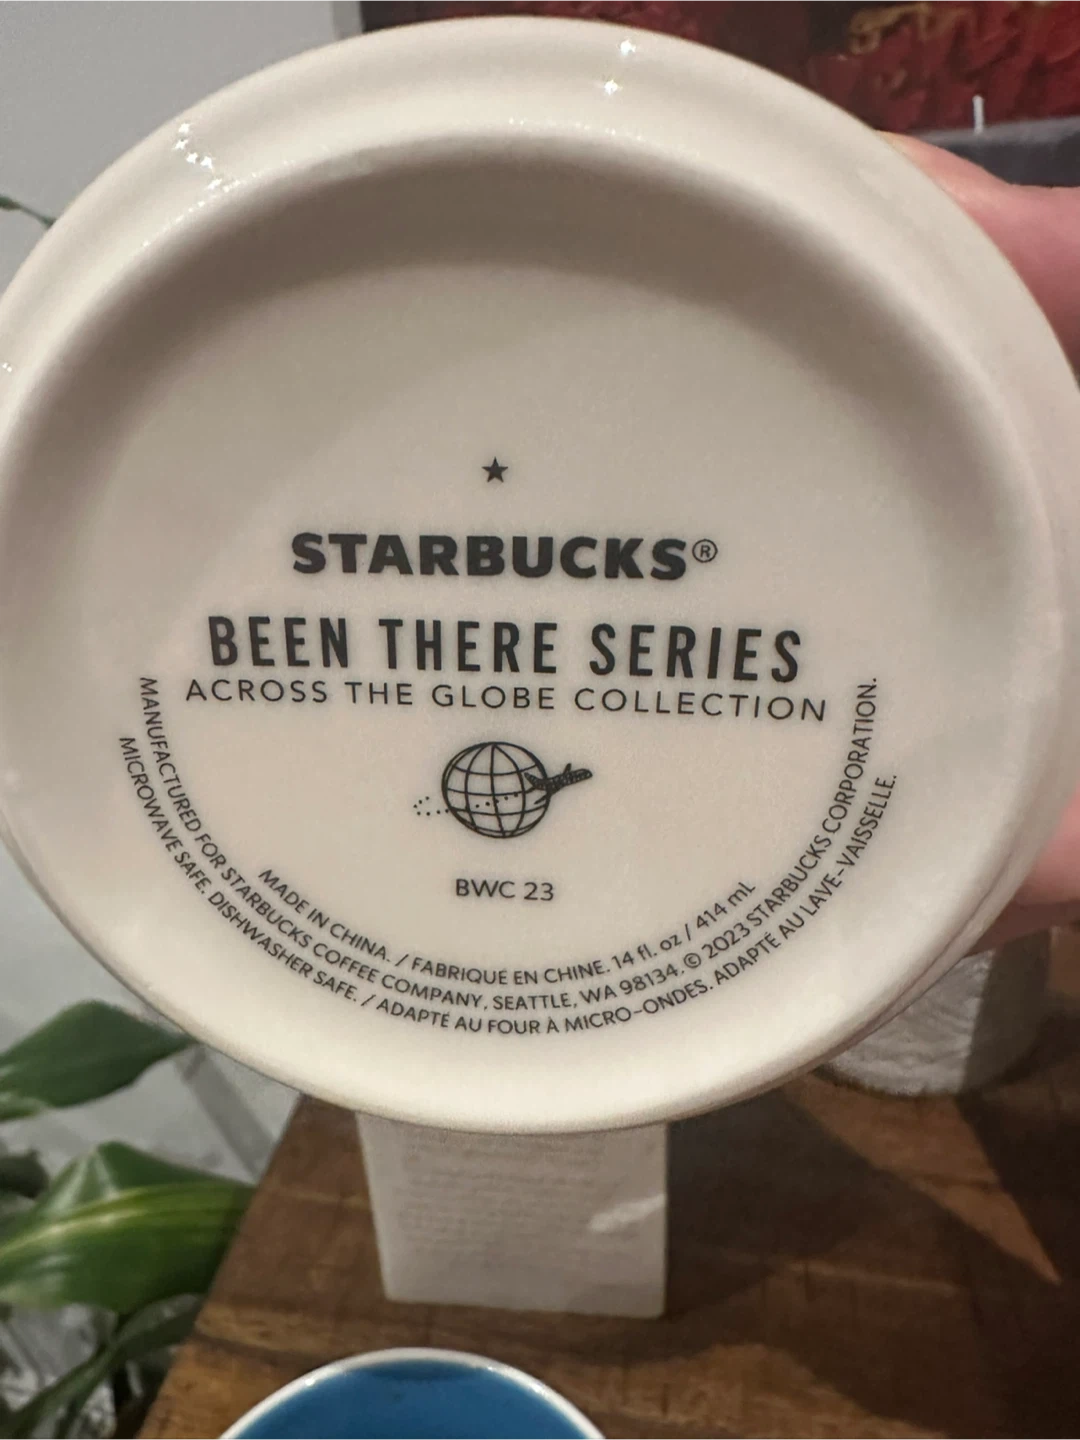 STARBUCKS®
BEEN THERE SERIES
ACROSS THE GLOBE COLLECTION
BWC 23
MADE IN CHINA. / FABRIQUÉ EN CHINE. 14 fl. oz / 414 mL
MANUFACTURED FOR STARBUCKS COFFEE COMPANY, SEATTLE, WA 98134. © 2023 STARBUCKS CORPORATION.
MICROWAVE SAFE. DISHWASHER SAFE. / ADAPTÉ AU FOUR À MICRO-ONDES. ADAPTÉ AU LAVE-VAISSELLE.